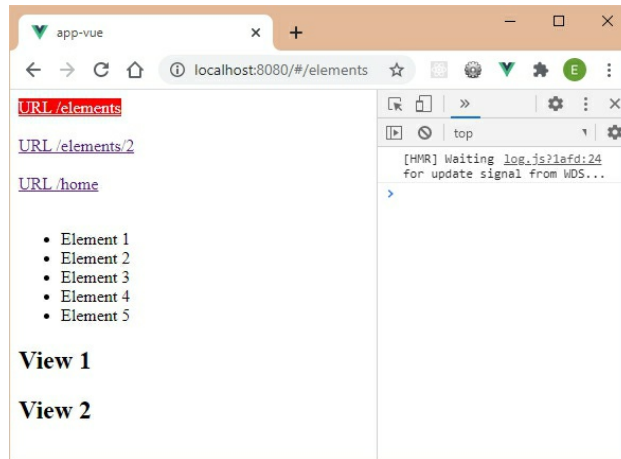 app-vue
localhost:8080/#/elements
E
URL /elements
URL /elements/2
URL /home
• Element 1
• Element 2
• Element 3
• Element 4
• Element 5
View 1
View 2
top
[HMR] Waiting log.js?1afd:24
for update signal from WDS...